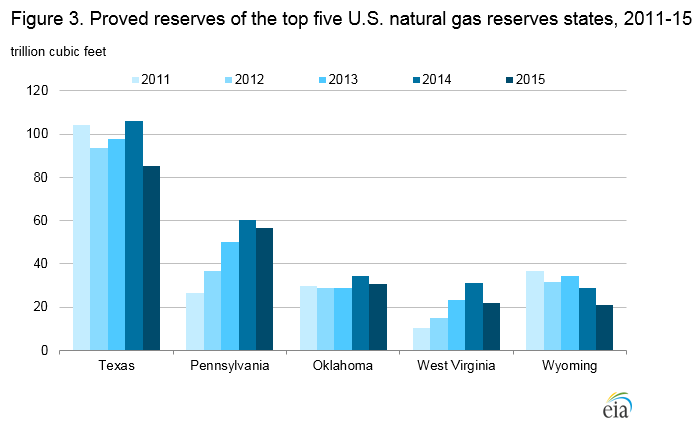 Figure 3. Proved reserves of the top five U.S. natural gas reserves states, 2011-15
trillion cubic feet
2011 2012 2013 2014 2015
120
100
80
60
40
20
0
Texas Pennsylvania Oklahoma West Virginia Wyoming
eia